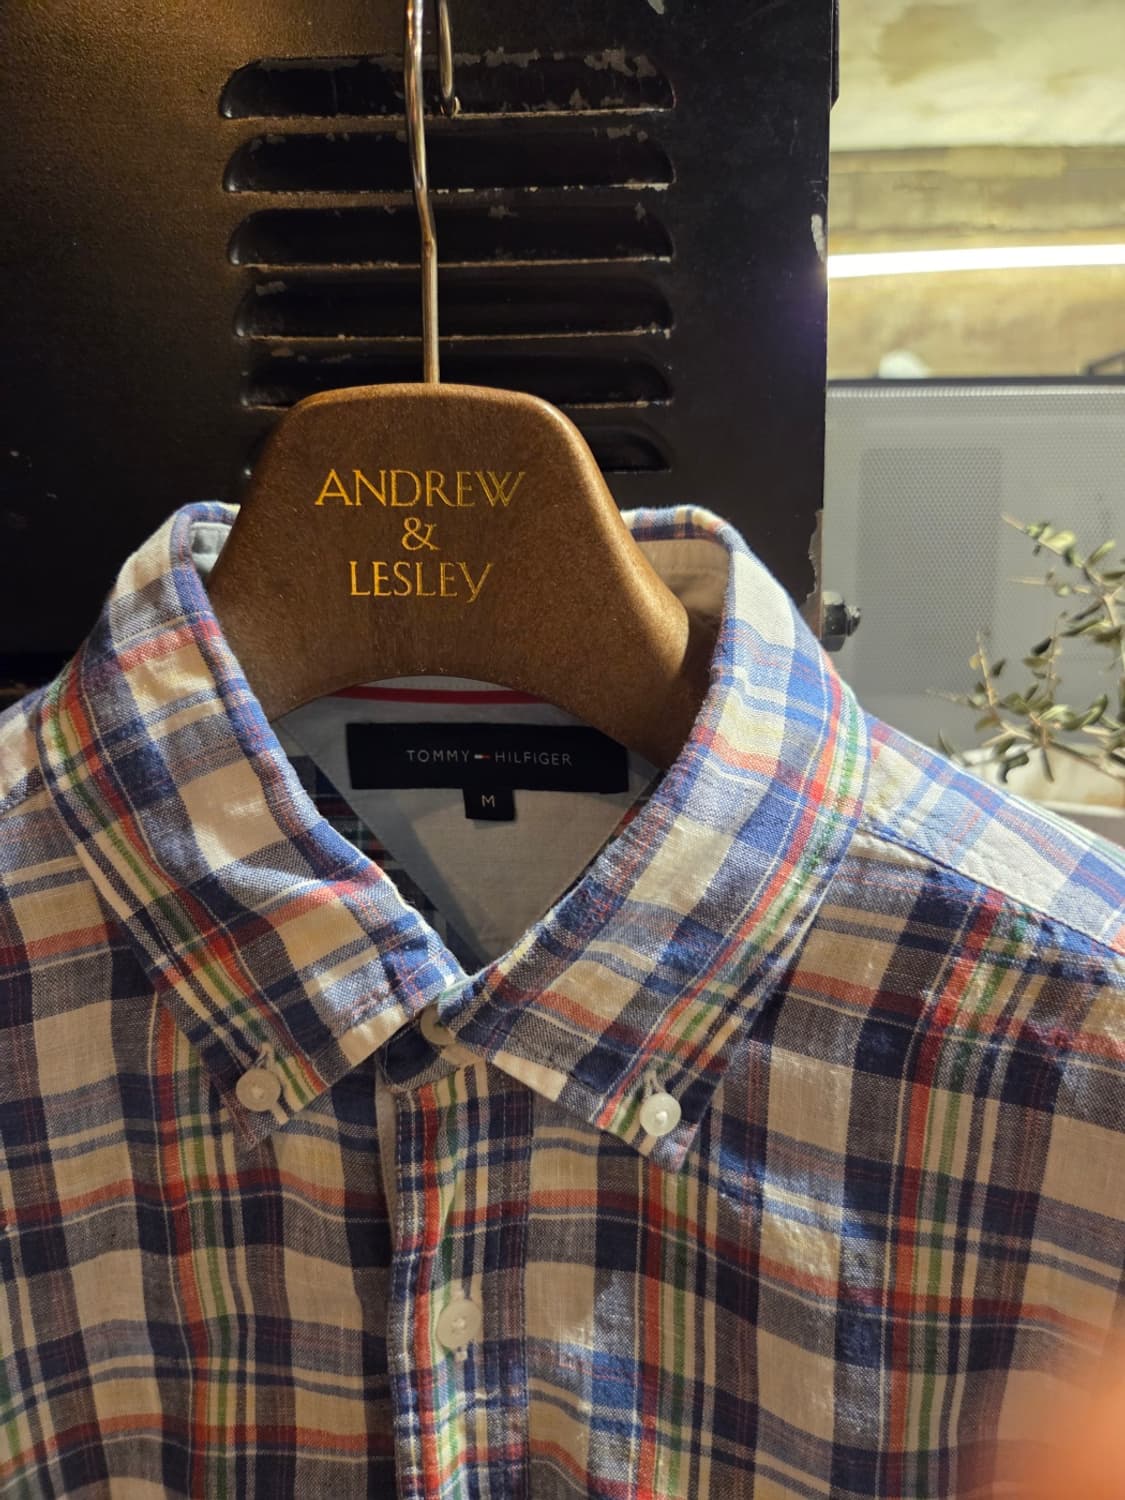 ANDREW
&
LESLEY
TOMMY HILFIGER
M